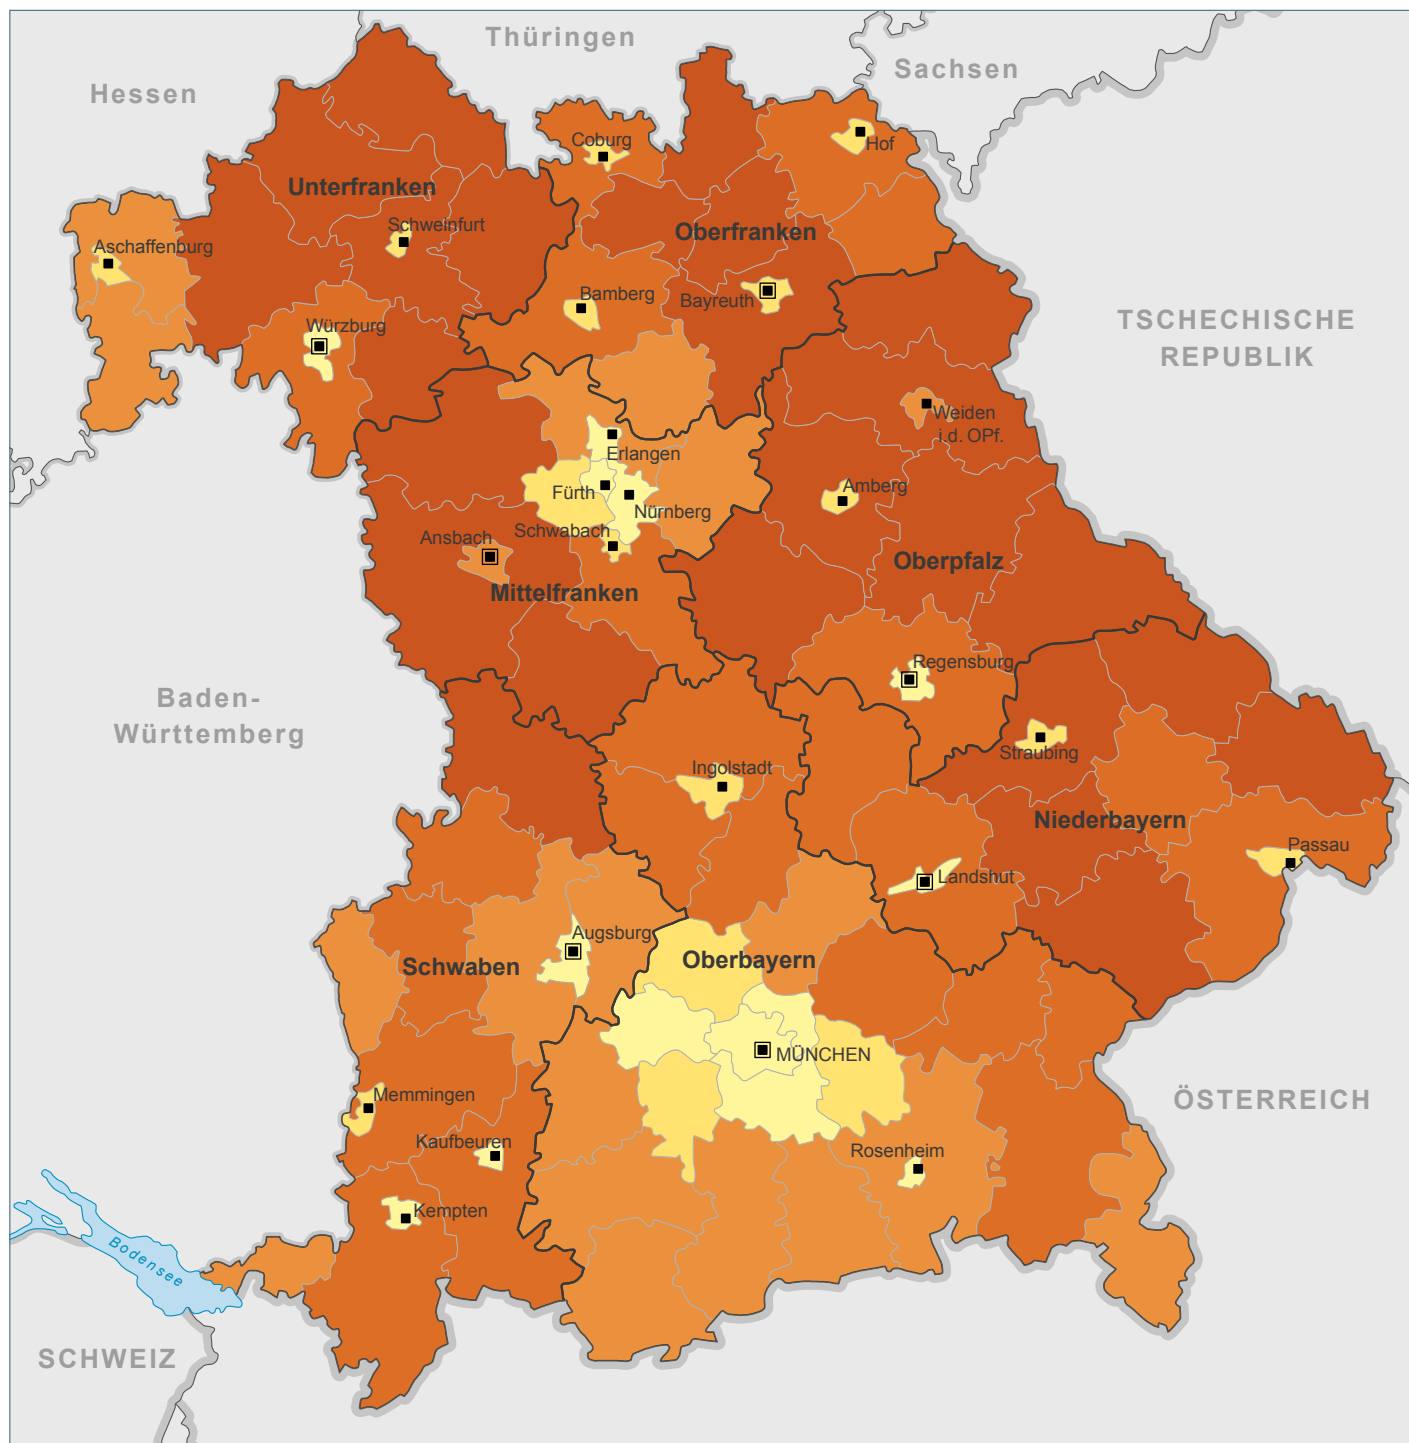 Thüringen
Sachsen
Hessen
Coburg
Hof
Unterfranken
Schweinfurt
Oberfranken
Aschaffenburg
Bamberg
Bayreuth
Würzburg
TSCHECHISCHE
REPUBLIK
Weiden
i.d. OPf.
Erlangen
Fürth
Nürnberg
Amberg
Schwabach
Ansbach
Oberpfalz
Mittelfranken
Regensburg
Baden-
Württemberg
Straubing
Ingolstadt
Niederbayern
Passau
Landshut
Augsburg
Schwaben
Oberbayern
MÜNCHEN
Memmingen
ÖSTERREICH
Kaufbeuren
Rosenheim
Kempten
Bodensee
SCHWEIZ